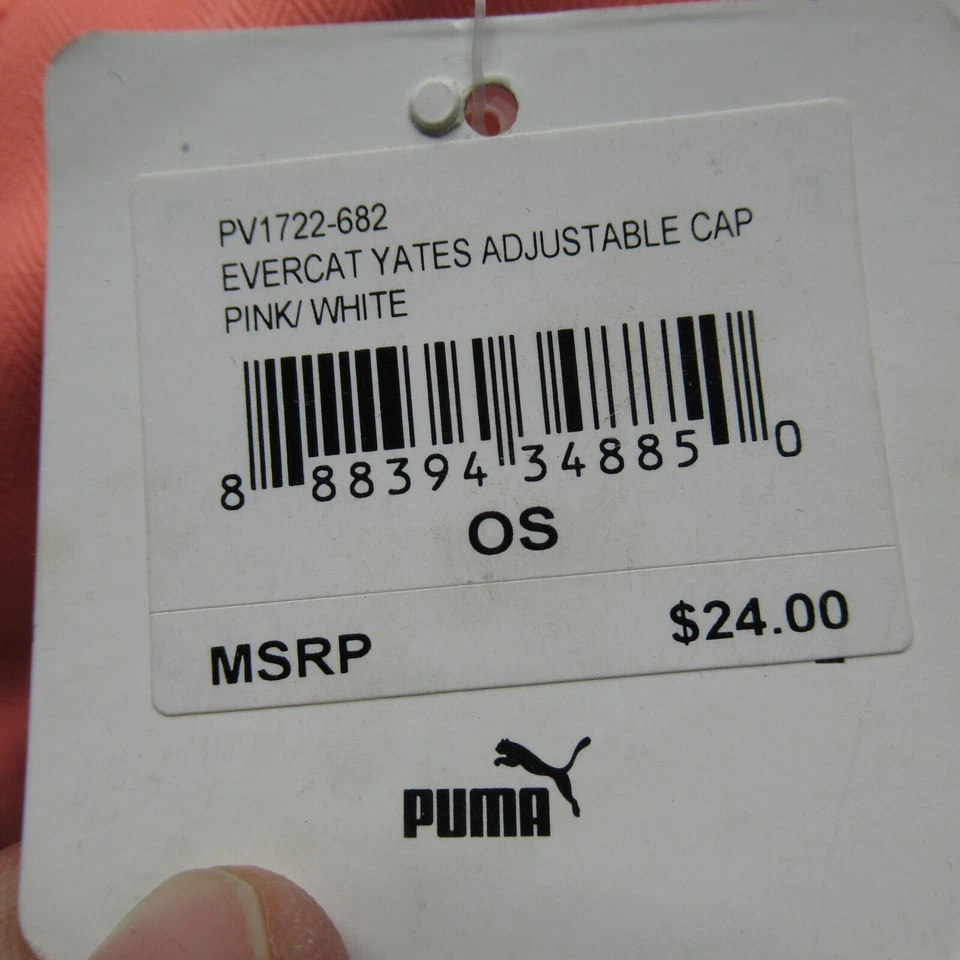 PV1722-682
EVERCAT YATES ADJUSTABLE CAP
PINK/ WHITE
8 88394 34885 0
OS
MSRP $24.00
PUMA